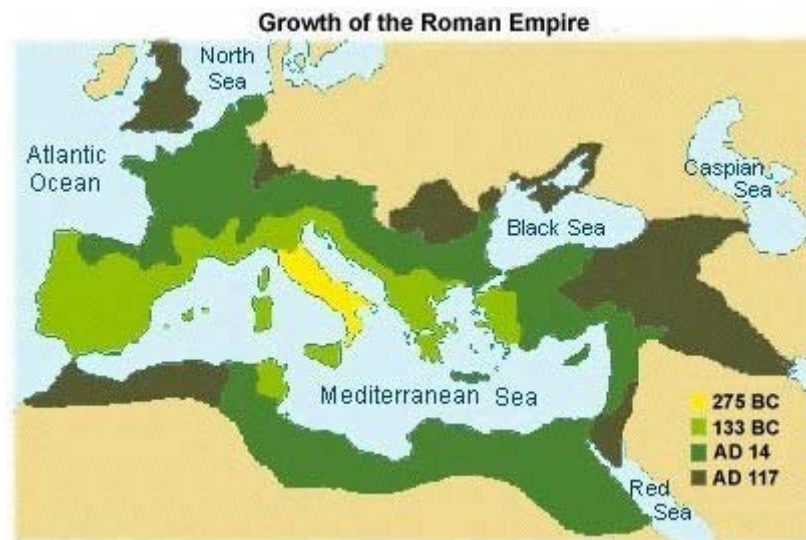 Growth of the Roman Empire
North
Sea
Atlantic
Ocean
Caspian
Sea
Black Sea
Mediterranean Sea
275 BC
133 BC
AD 14
AD 117
Red
Sea